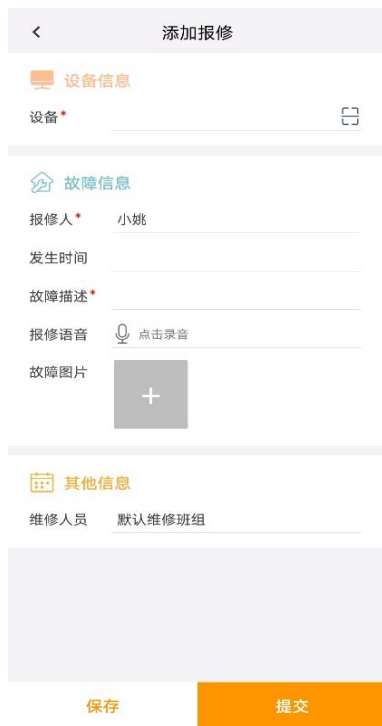 添加报修
设备信息
设备*
故障信息
报修人* 小姚
发生时间
故障描述*
报修语音 点击录音
故障图片
其他信息
维修人员 默认维修班组
保存 提交